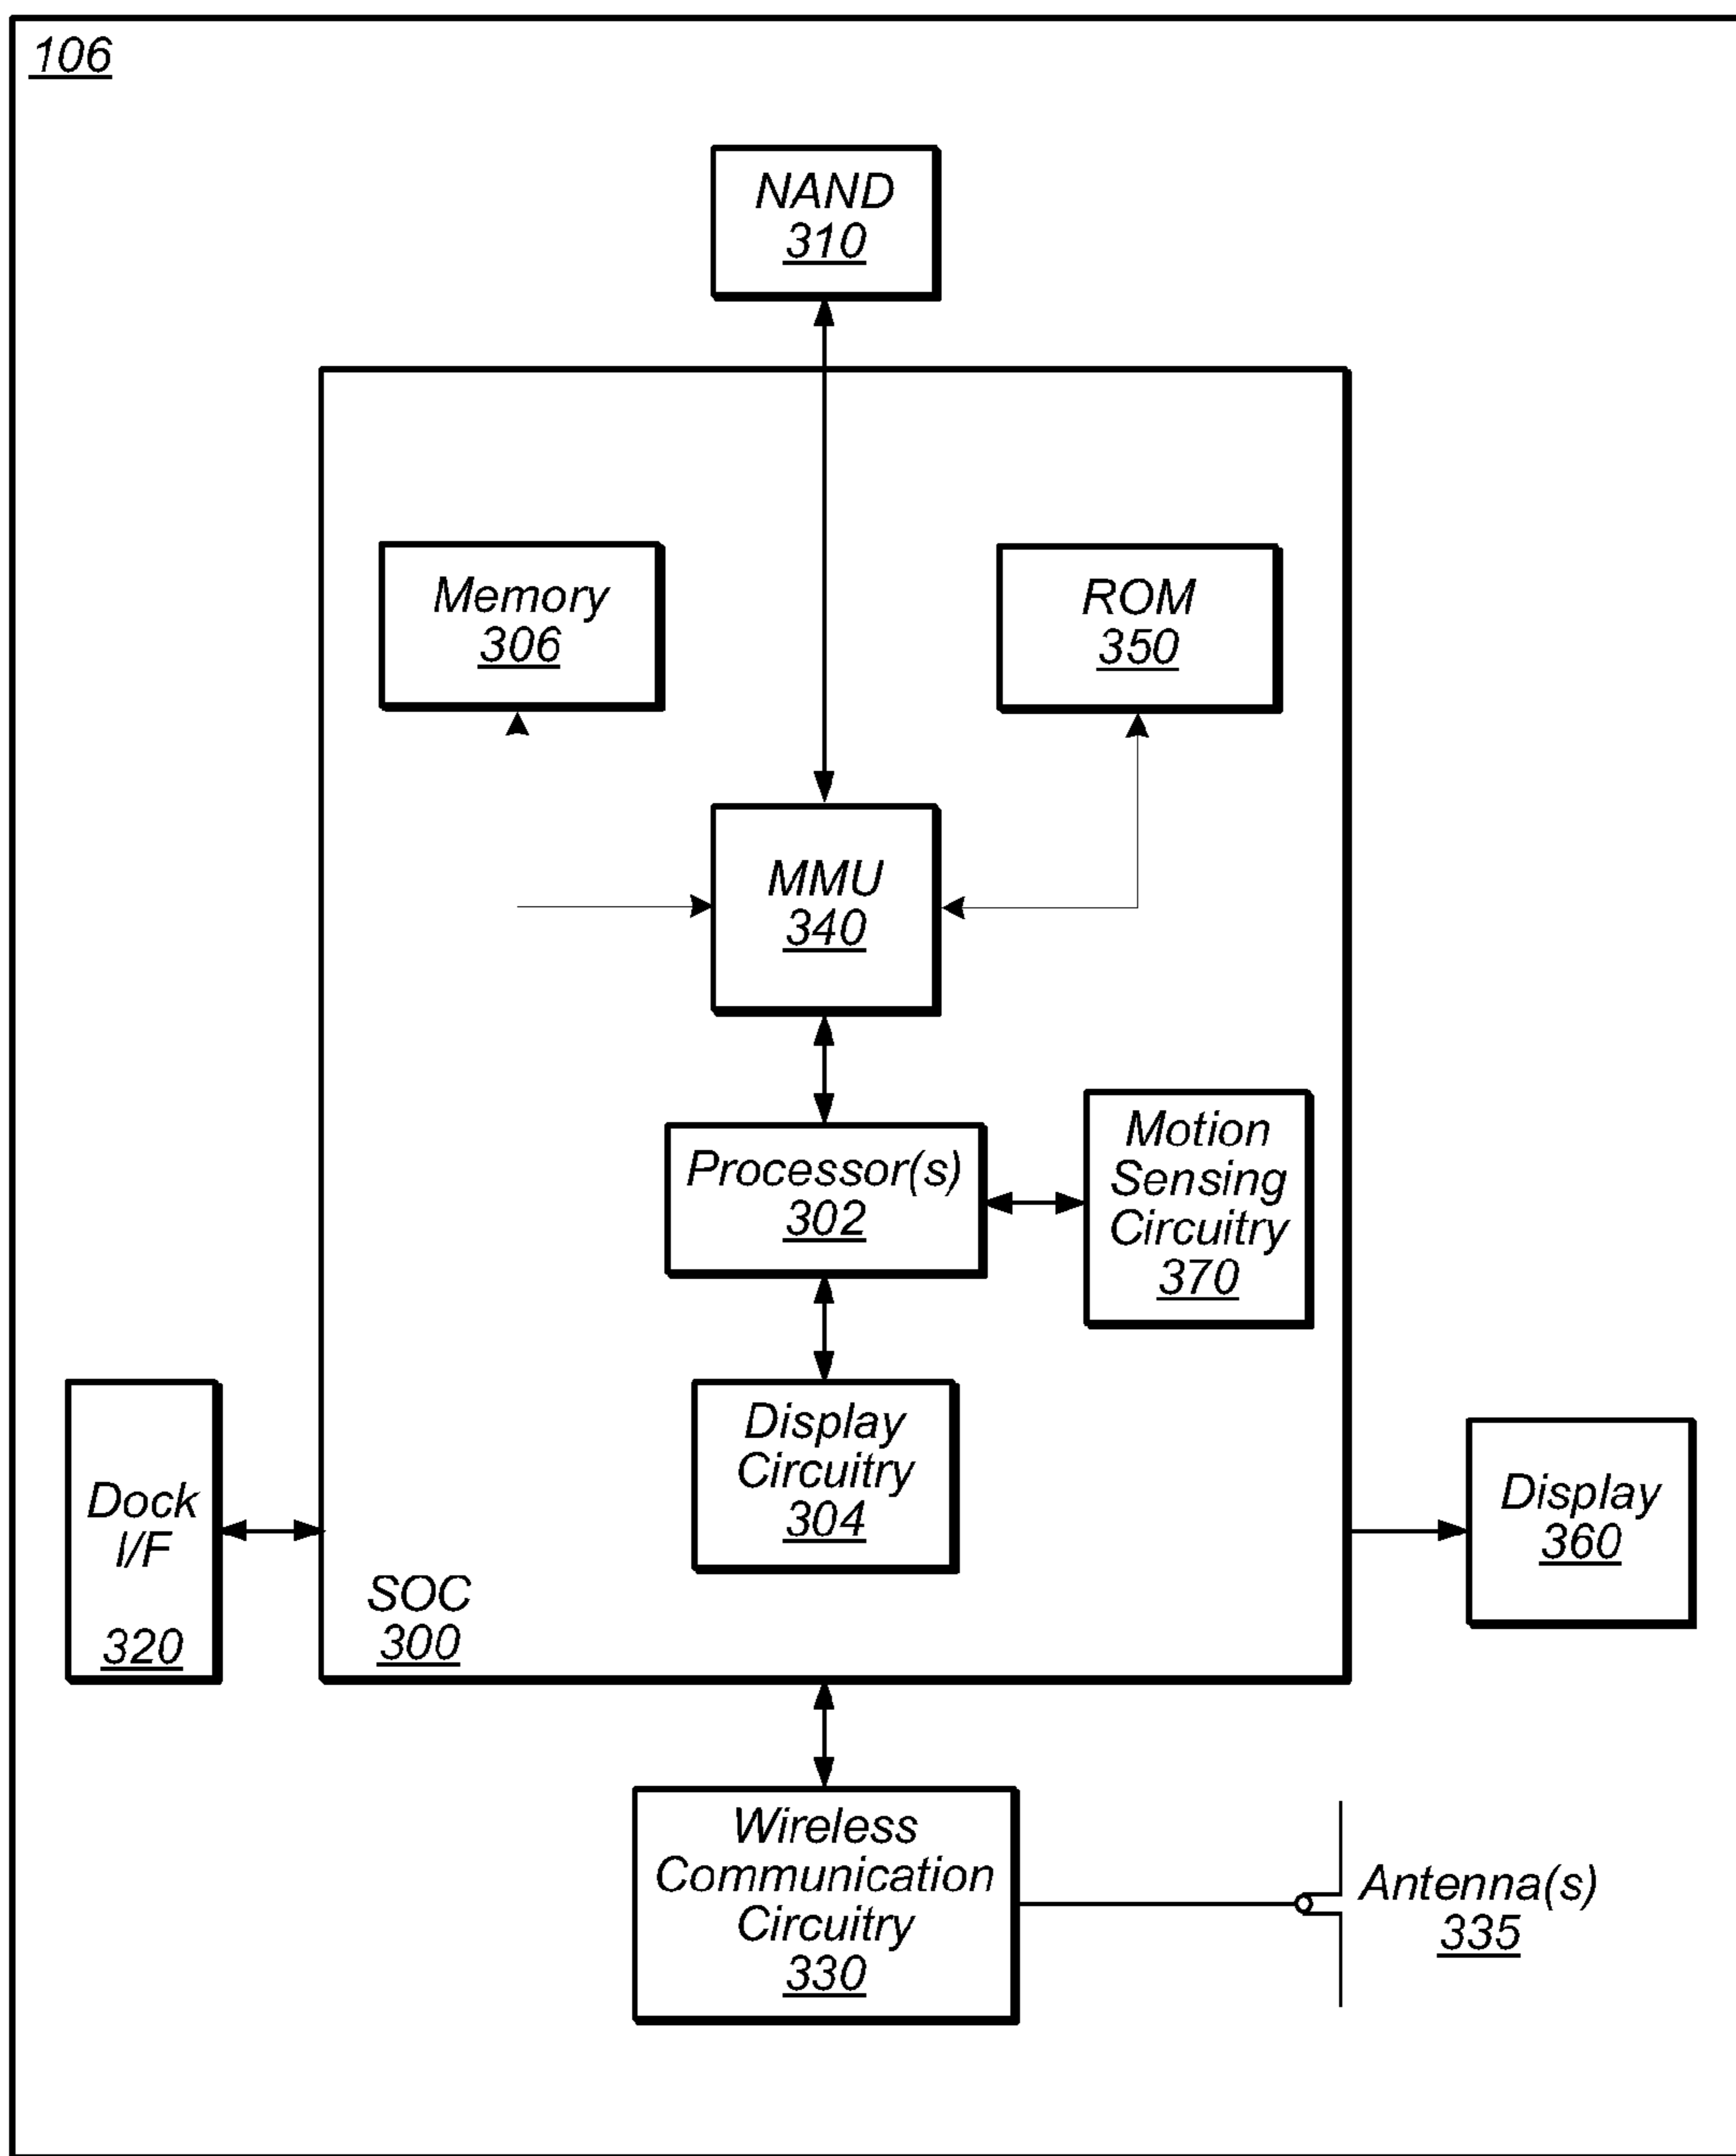 106
NAND
310
Memory
306
ROM
350
MMU
340
Processor(s)
302
Motion
Sensing
Circuitry
370
Display
Circuitry
304
Dock
I/F
320
SOC
300
Display
360
Wireless
Communication
Circuitry
330
Antenna(s)
335